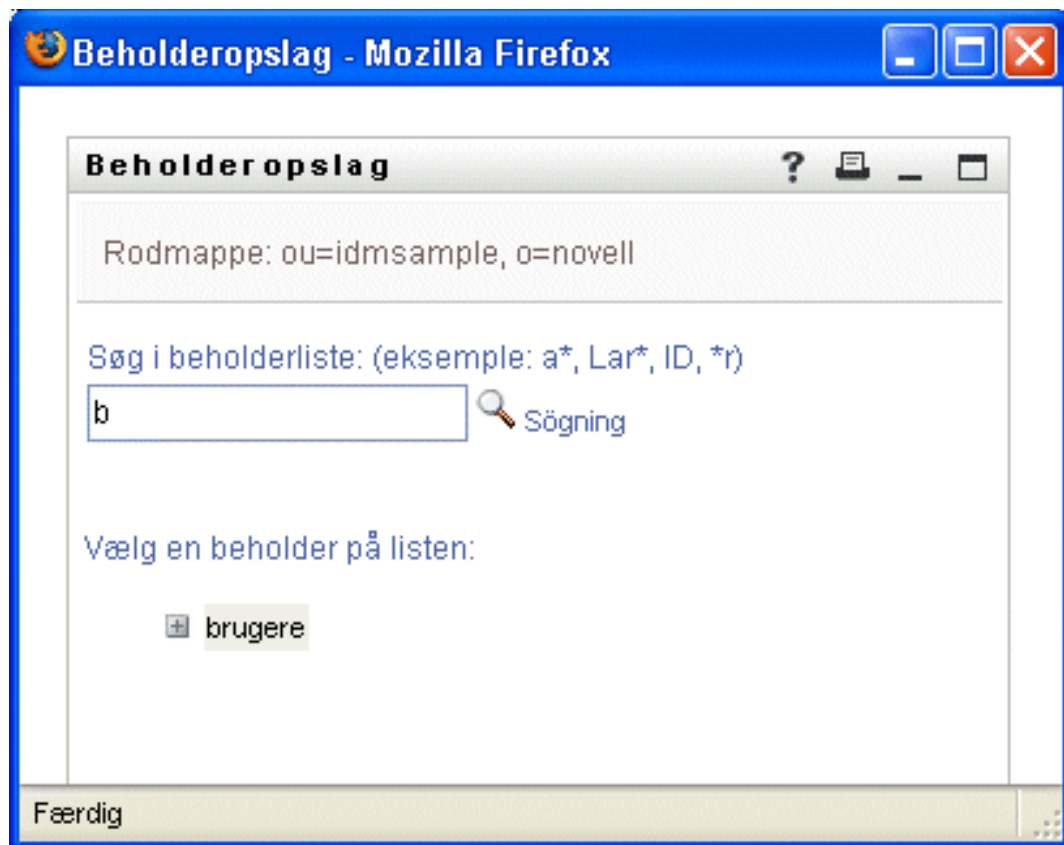 Beholderopslag - Mozilla Firefox
Beholderopslag
Rodmappe: ou=idmsample, o=novell
Søg i beholderliste: (eksemple: a*, Lar*, ID, *r)
b
Sögning
Vælg en beholder på listen:
brugere
Færdig